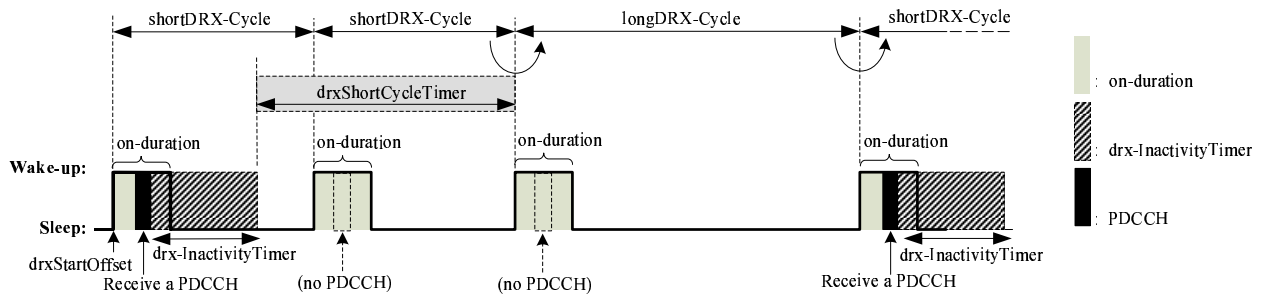 shortDRX-Cycle shortDRX-Cycle longDRX-Cycle shortDRX-Cycle
drxShortCycleTimer
on-duration on-duration on-duration on-duration
Wake-up:
Sleep:
drx-InactivityTimer drx-InactivityTimer
drxStartOffset
Receive a PDCCH (no PDCCH) (no PDCCH) Receive a PDCCH
: on-duration
: drx-InactivityTimer
: PDCCH